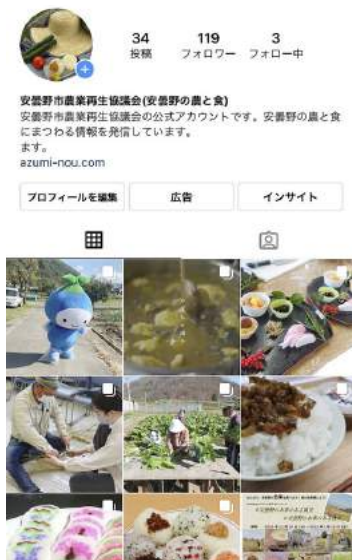 34 119 3
投稿 フォロワー フォロー中
安曇野市農業再生協議会(安曇野の農と食)
安曇野市農業再生協議会の公式アカウントです。安曇野の農と食
にまつわる情報を発信しています。
ます。
azumi-nou.com
プロフィールを編集 広告 インサイト